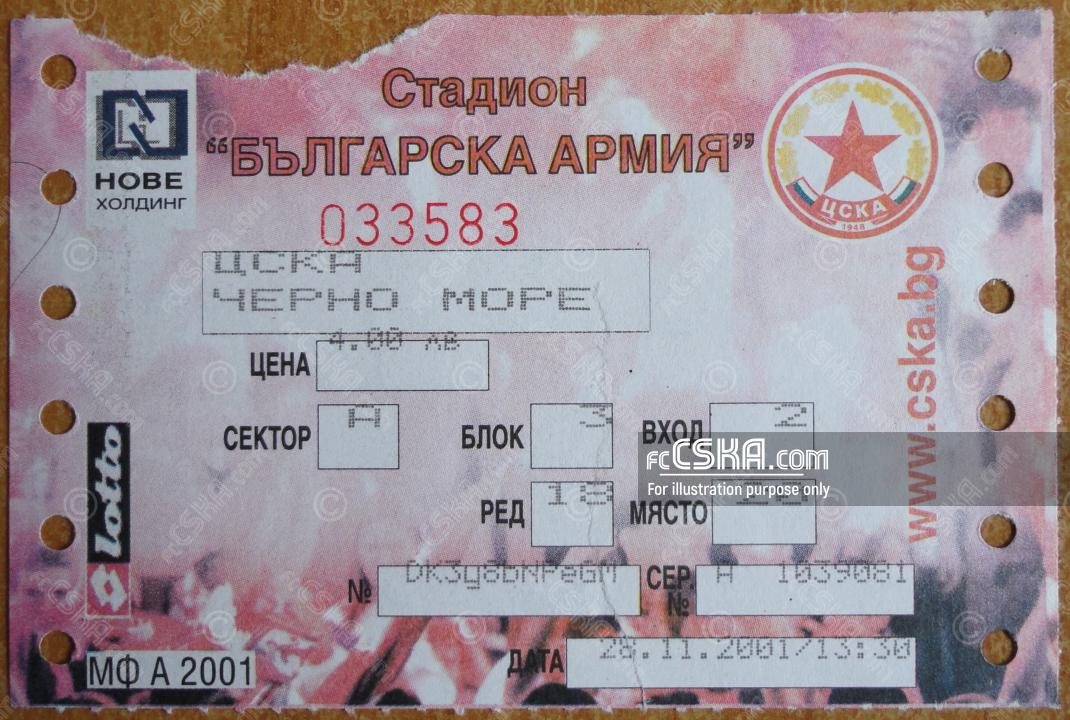 Стадион
“БЪЛГАРСКА АРМИЯ”
НОВЕ
ХОЛДИНГ
ЦСКА
1948
033583
ЦСКА
ЧЕРНО МОРЕ
ЦЕНА 4.00 лв
СЕКТОР А БЛОК 3 ВХОД 2
РЕД 18 МЯСТО
№ СЕР. № А 1039081
ДАТА 28.11.2001/13:30
МФ А 2001
lotto
www.cska.bg
fcCSKA.com
For illustration purpose only